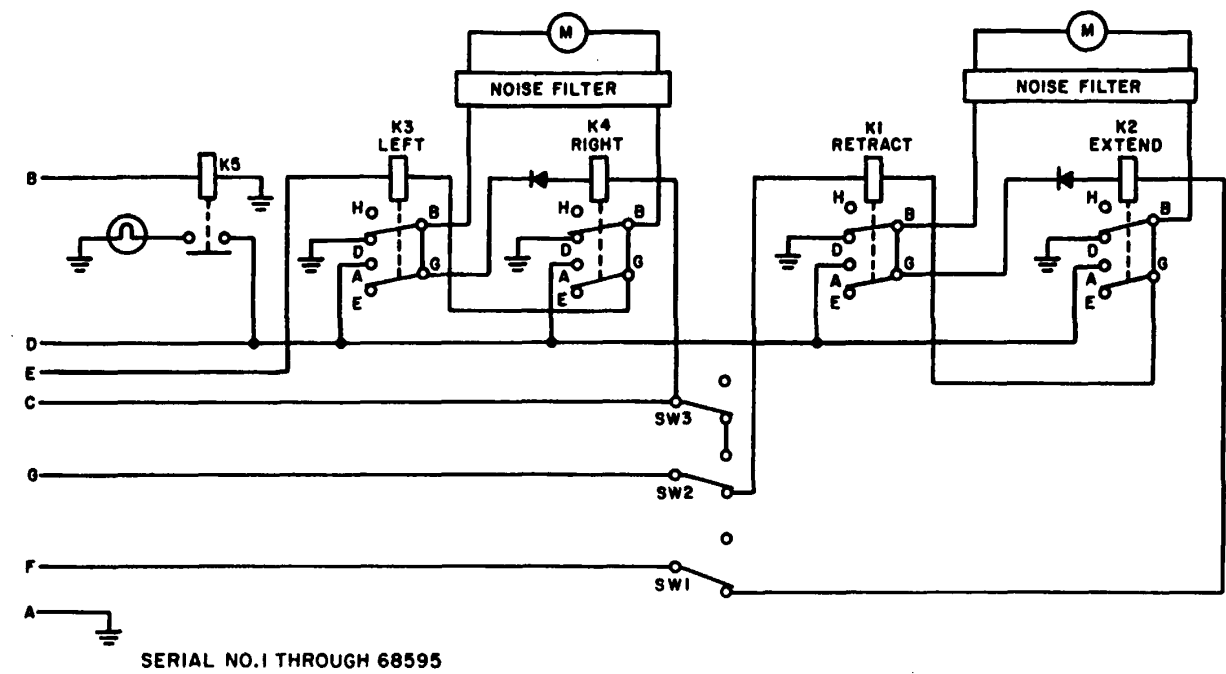 M
M
NOISE FILTER
NOISE FILTER
K3
LEFT
K4
RIGHT
K1
RETRACT
K2
EXTEND
B
K5
H
B
D
A
G
E
H
B
D
A
G
E
H
B
D
A
G
E
H
B
D
A
G
E
D
E
C
SW3
G
SW2
F
SW1
A
SERIAL NO.1 THROUGH 68595